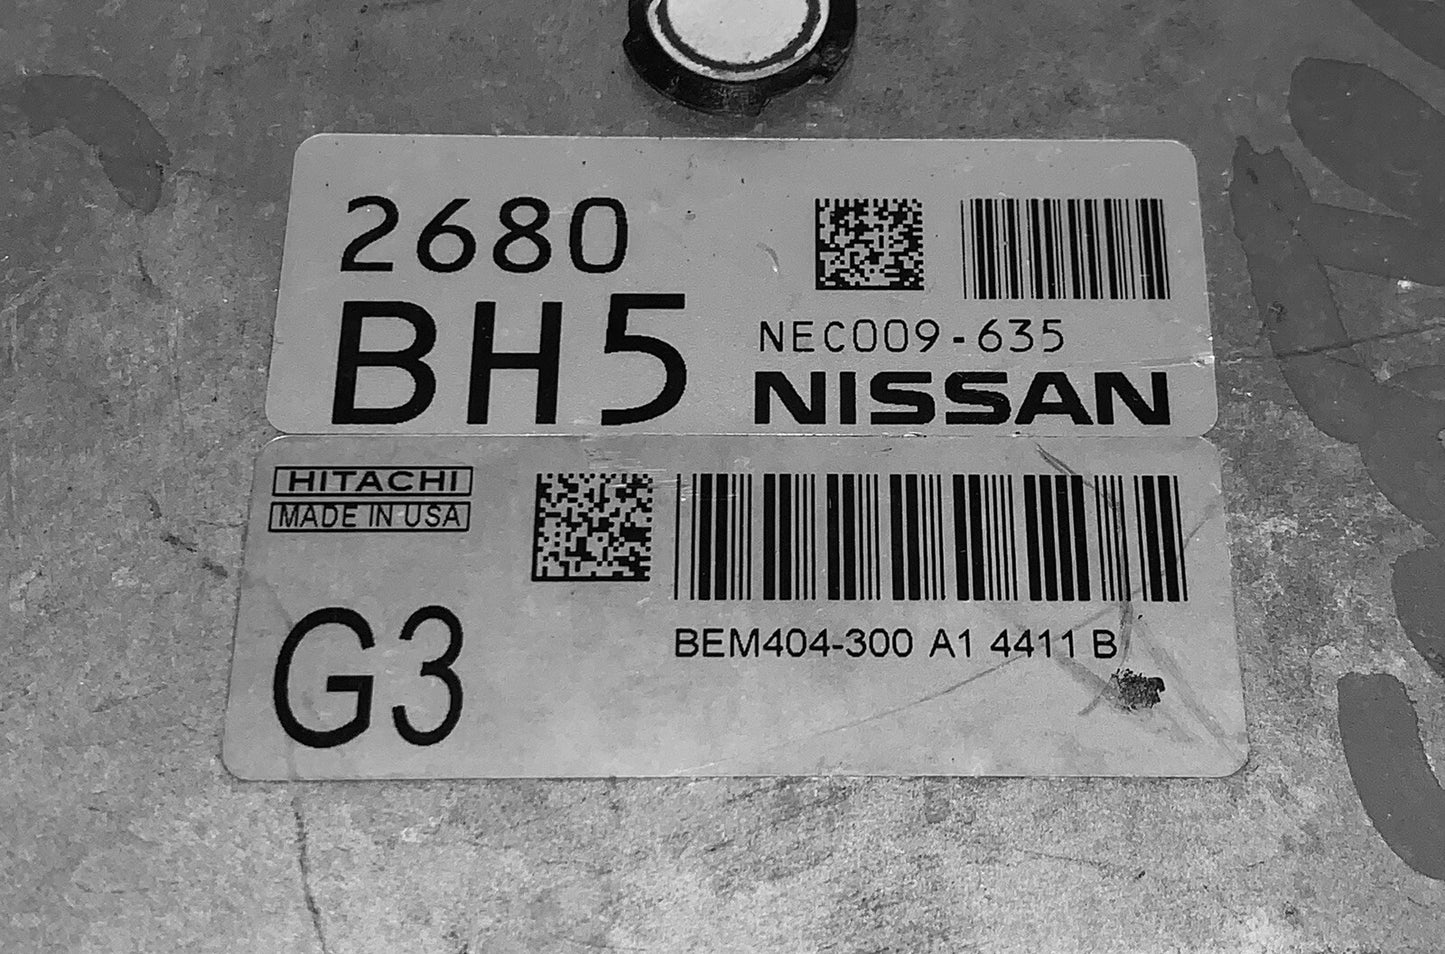 2680
BH5
NEC009-635
NISSAN
HITACHI
MADE IN USA
G3
BEM404-300 A1 4411 B